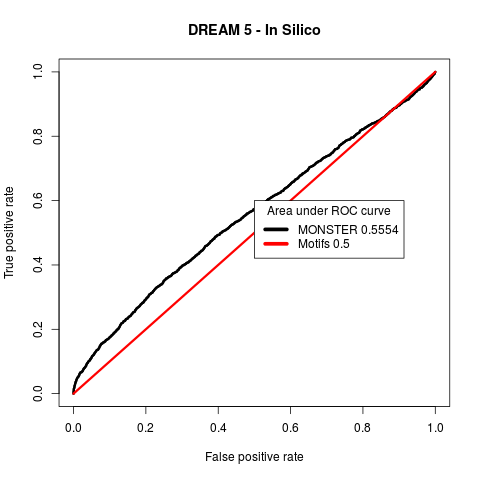 DREAM 5 - In Silico
True positive rate
1.0
0.8
0.6
0.4
0.2
0.0
Area under ROC curve
MONSTER 0.5554
Motifs 0.5
0.0 0.2 0.4 0.6 0.8 1.0
False positive rate